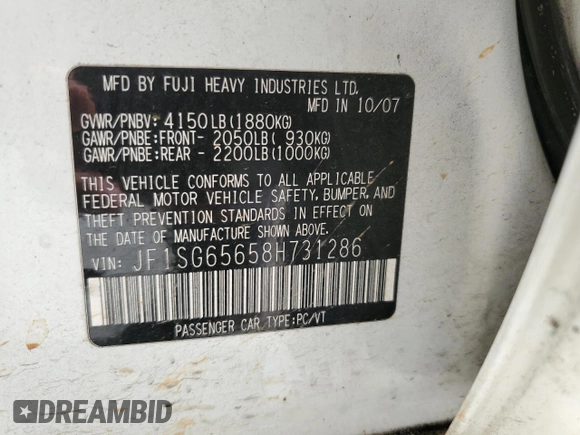 MFD BY FUJI HEAVY INDUSTRIES LTD.
MFD IN 10/07
GVWR/PNBV: 4150LB(1880KG)
GAWR/PNBE:FRONT- 2050LB( 930KG)
GAWR/PNBE:REAR - 2200LB(1000KG)
THIS VEHICLE CONFORMS TO ALL APPLICABLE
FEDERAL MOTOR VEHICLE SAFETY, BUMPER, AND
THEFT PREVENTION STANDARDS IN EFFECT ON
THE DATE OF MANUFACTURE SHOWN ABOVE.
VIN: JF1SG65658H731286
PASSENGER CAR TYPE:PC/VT
DREAMBID